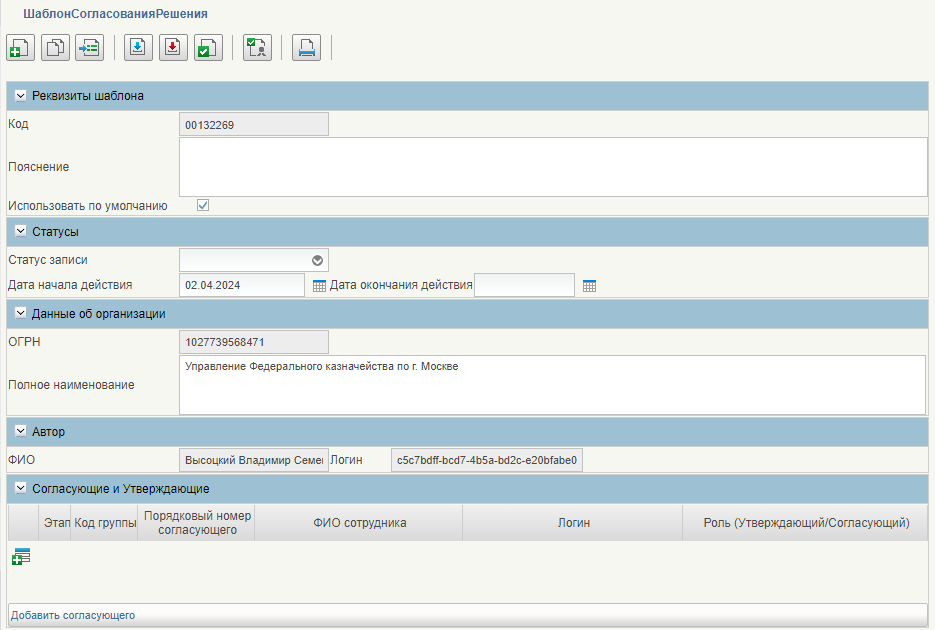 ШаблонСогласованияРешения
Реквизиты шаблона
Код 00132269
Пояснение
Использовать по умолчанию
Статусы
Статус записи
Дата начала действия 02.04.2024 Дата окончания действия
Данные об организации
ОГРН 1027739568471
Управление Федерального казначейства по г. Москве
Полное наименование
Автор
ФИО Высоцкий Владимир Семен Логин c5c7bdff-bcd7-4b5a-bd2c-e20bfabe0
Согласующие и Утверждающие
Этап Код группы Порядковый номер согласующего ФИО сотрудника Логин Роль (Утверждающий/Согласующий)
Добавить согласующего